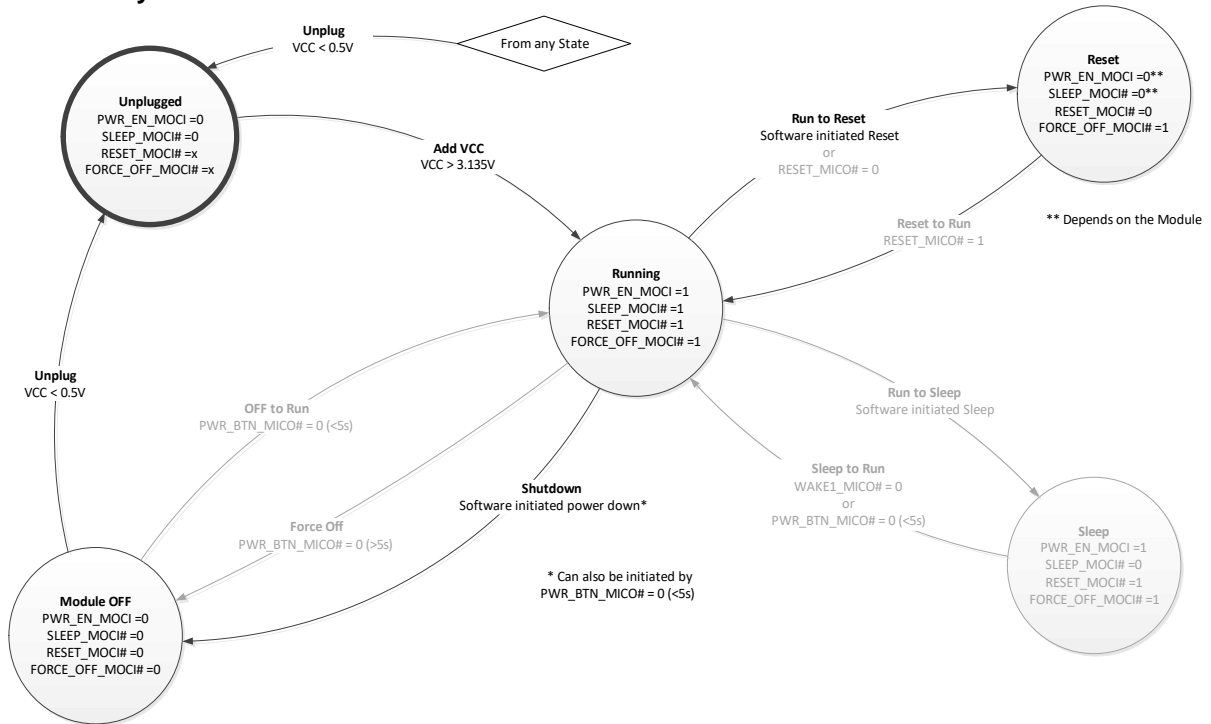 Unplug
VCC < 0.5V
From any State
Unplugged
PWR_EN_MOCI =0
SLEEP_MOCI# =0
RESET_MOCI# =x
FORCE_OFF_MOCI# =x
Add VCC
VCC > 3.135V
Run to Reset
Software initiated Reset
or
RESET_MICO# = 0
Reset
PWR_EN_MOCI =0**
SLEEP_MOCI# =0**
RESET_MOCI# =0
FORCE_OFF_MOCI# =1
** Depends on the Module
Reset to Run
RESET_MICO# = 1
Running
PWR_EN_MOCI =1
SLEEP_MOCI# =1
RESET_MOCI# =1
FORCE_OFF_MOCI# =1
Unplug
VCC < 0.5V
OFF to Run
PWR_BTN_MICO# = 0 (<5s)
Run to Sleep
Software initiated Sleep
Sleep to Run
WAKE1_MICO# = 0
or
PWR_BTN_MICO# = 0 (<5s)
Shutdown
Software initiated power down*
Force Off
PWR_BTN_MICO# = 0 (>5s)
Sleep
PWR_EN_MOCI =1
SLEEP_MOCI# =0
RESET_MOCI# =1
FORCE_OFF_MOCI# =1
* Can also be initiated by
PWR_BTN_MICO# = 0 (<5s)
Module OFF
PWR_EN_MOCI =0
SLEEP_MOCI# =0
RESET_MOCI# =0
FORCE_OFF_MOCI# =0